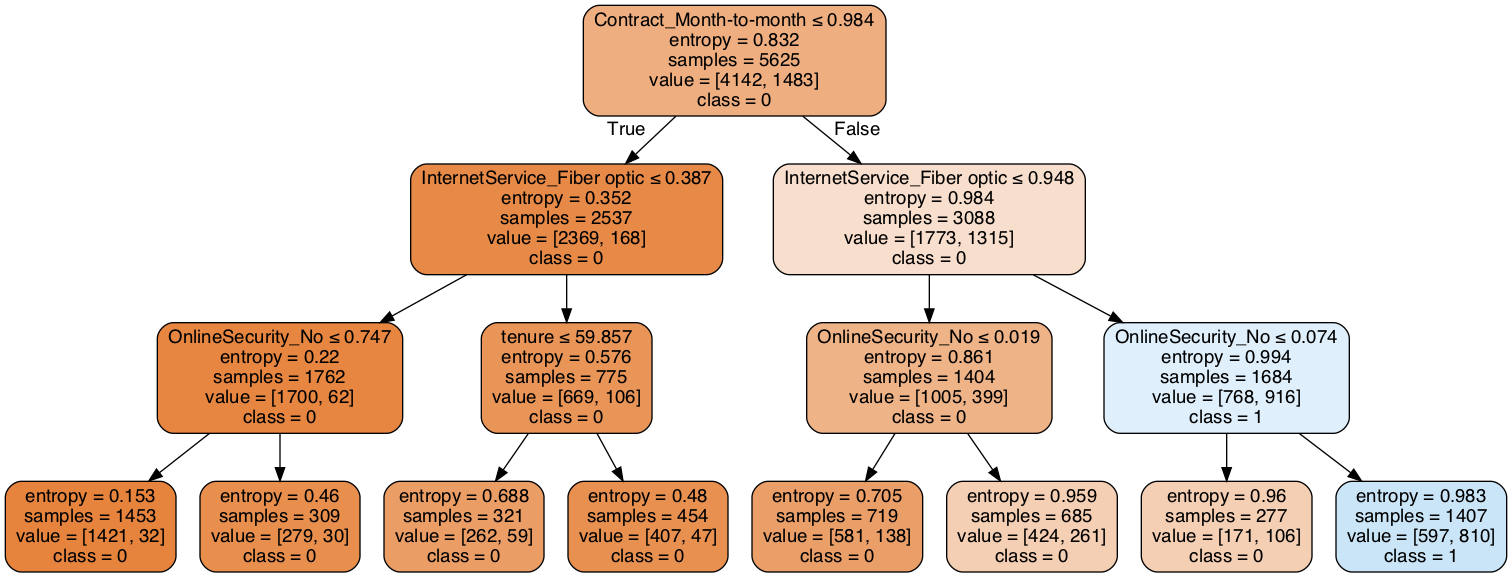 Contract_Month-to-month ≤ 0.984
entropy = 0.832
samples = 5625
value = [4142, 1483]
class = 0
True
False
InternetService_Fiber optic ≤ 0.387
entropy = 0.352
samples = 2537
value = [2369, 168]
class = 0
InternetService_Fiber optic ≤ 0.948
entropy = 0.984
samples = 3088
value = [1773, 1315]
class = 0
OnlineSecurity_No ≤ 0.747
entropy = 0.22
samples = 1762
value = [1700, 62]
class = 0
tenure ≤ 59.857
entropy = 0.576
samples = 775
value = [669, 106]
class = 0
OnlineSecurity_No ≤ 0.019
entropy = 0.861
samples = 1404
value = [1005, 399]
class = 0
OnlineSecurity_No ≤ 0.074
entropy = 0.994
samples = 1684
value = [768, 916]
class = 1
entropy = 0.153
samples = 1453
value = [1421, 32]
class = 0
entropy = 0.46
samples = 309
value = [279, 30]
class = 0
entropy = 0.688
samples = 321
value = [262, 59]
class = 0
entropy = 0.48
samples = 454
value = [407, 47]
class = 0
entropy = 0.705
samples = 719
value = [581, 138]
class = 0
entropy = 0.959
samples = 685
value = [424, 261]
class = 0
entropy = 0.96
samples = 277
value = [171, 106]
class = 0
entropy = 0.983
samples = 1407
value = [597, 810]
class = 1